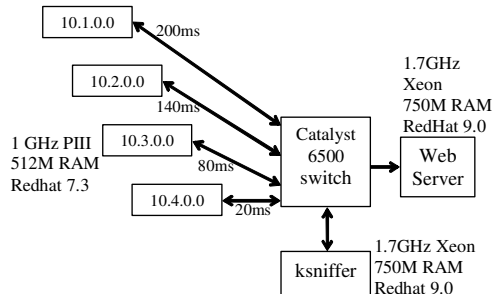 10.1.0.0
200ms
10.2.0.0
140ms
10.3.0.0
80ms
10.4.0.0
20ms
1 GHz PIII
512M RAM
Redhat 7.3
Catalyst
6500
switch
1.7GHz
Xeon
750M RAM
RedHat 9.0
Web
Server
ksniffer
1.7GHz Xeon
750M RAM
Redhat 9.0